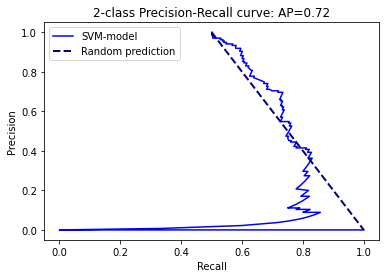 2-class Precision-Recall curve: AP=0.72
SVM-model
Random prediction
Precision
1.0
0.8
0.6
0.4
0.2
0.0
0.0 0.2 0.4 0.6 0.8 1.0
Recall